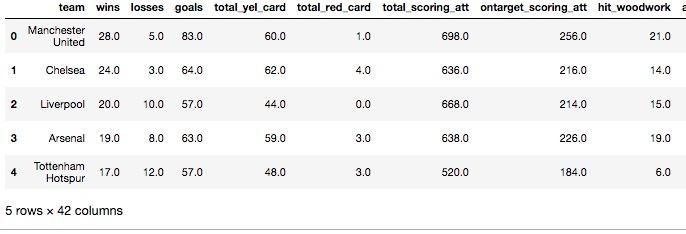 team wins losses goals total_yel_card total_red_card total_scoring_att ontarget_scoring_att hit_woodwork
0 Manchester United 28.0 5.0 83.0 60.0 1.0 698.0 256.0 21.0
1 Chelsea 24.0 3.0 64.0 62.0 4.0 636.0 216.0 14.0
2 Liverpool 20.0 10.0 57.0 44.0 0.0 668.0 214.0 15.0
3 Arsenal 19.0 8.0 63.0 59.0 3.0 638.0 226.0 19.0
4 Tottenham Hotspur 17.0 12.0 57.0 48.0 3.0 520.0 184.0 6.0
5 rows × 42 columns